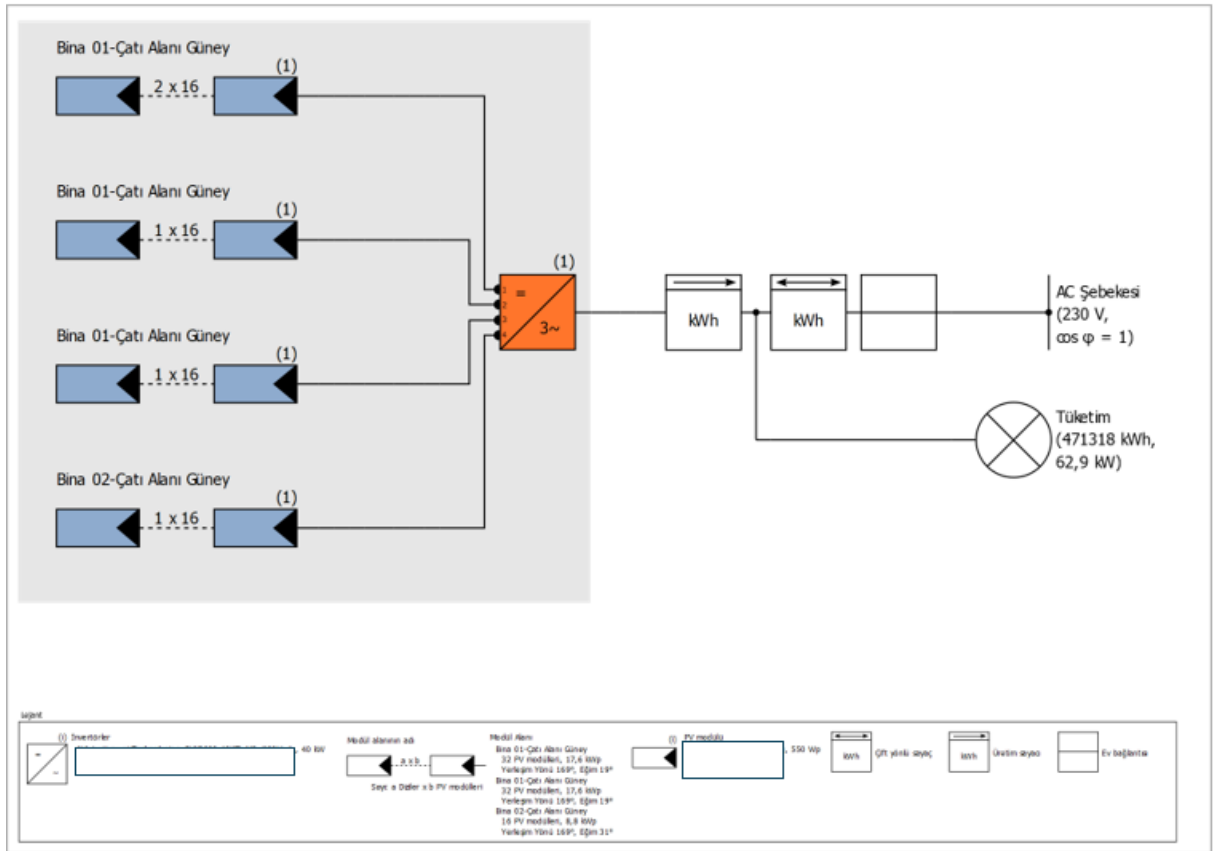 Bina 01-Çatı Alanı Güney
(1)
2 x 16
Bina 01-Çatı Alanı Güney
(1)
1 x 16
Bina 01-Çatı Alanı Güney
(1)
1 x 16
Bina 02-Çatı Alanı Güney
(1)
1 x 16
(1)
1
2
3
4
=
3~
kWh
kWh
AC Şebekesi
(230 V,
cos φ = 1)
Tüketim
(471318 kWh,
62,9 kW)
Lejant
(i) Invertörler
, 40 kW
=
~
Modül alanının adı
a x b
Sayı: a Diziler x b PV modülleri
Modül Alanı
Bina 01-Çatı Alanı Güney
32 PV modülleri, 17,6 kWp
Yerleşim Yönü 169°, Eğim 19°
Bina 01-Çatı Alanı Güney
32 PV modülleri, 17,6 kWp
Yerleşim Yönü 169°, Eğim 19°
Bina 02-Çatı Alanı Güney
16 PV modülleri, 8,8 kWp
Yerleşim Yönü 169°, Eğim 31°
(i) PV modülü
, 550 Wp
kWh
Çift yönlü sayaç
kWh
Üretim sayacı
Ev bağlantısı